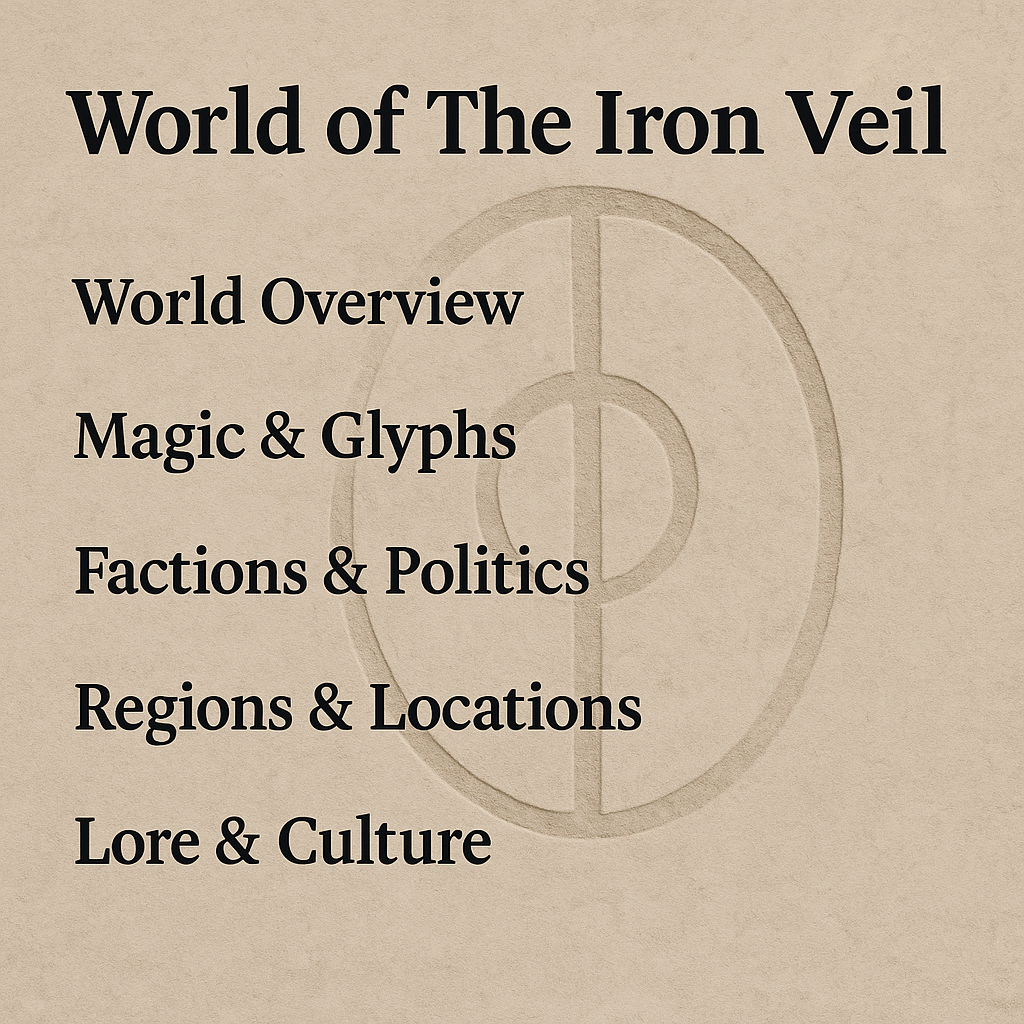 World of The Iron Veil
World Overview
Magic & Glyphs
Factions & Politics
Regions & Locations
Lore & Culture